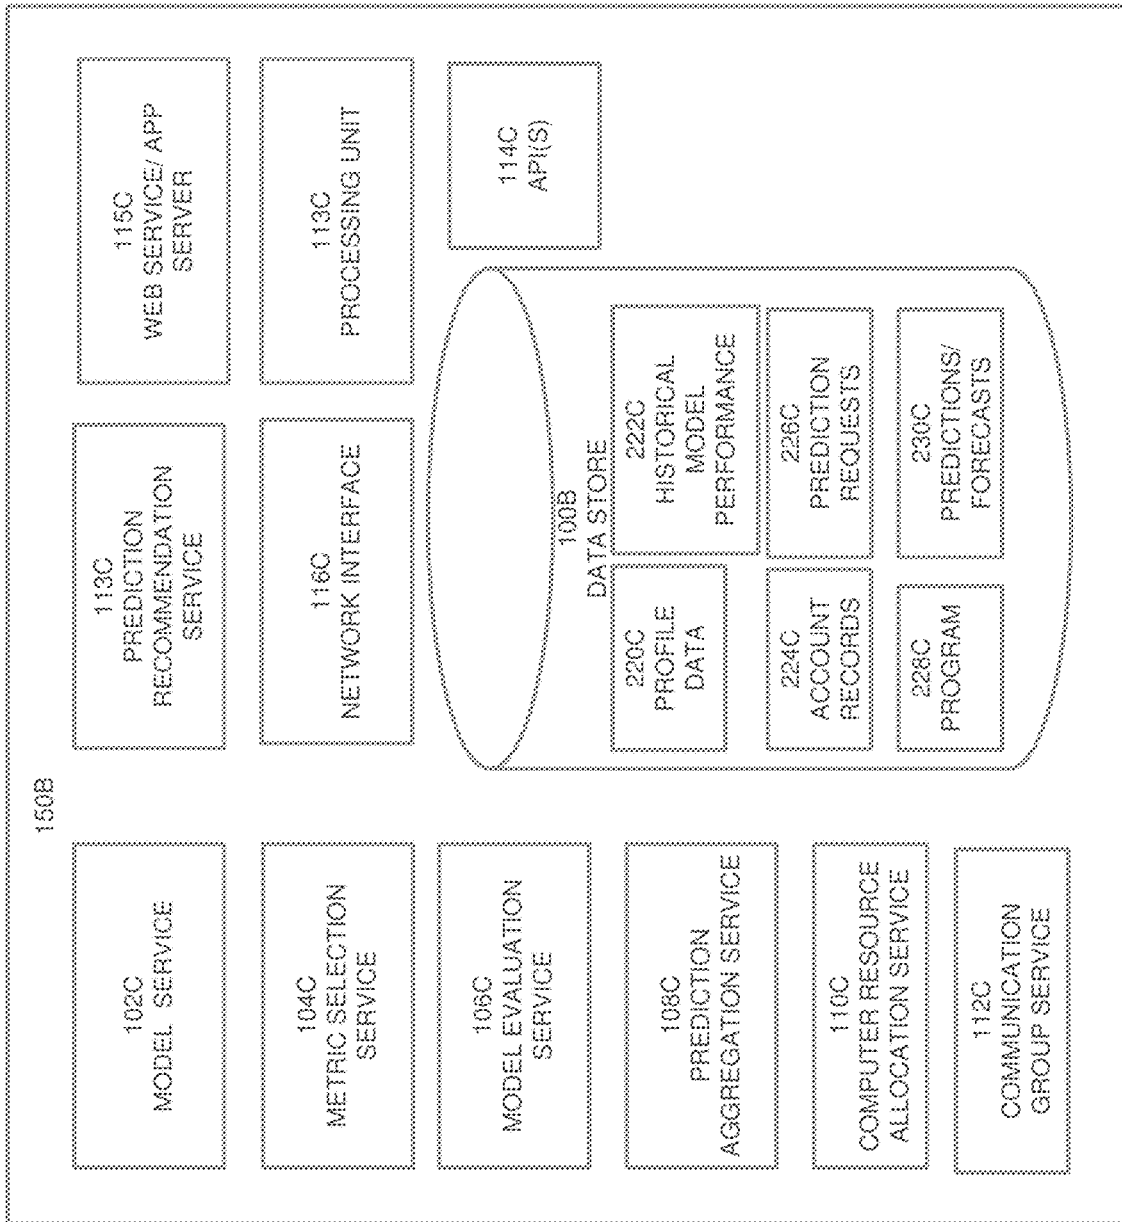 150B
102C
MODEL SERVICE
104C
METRIC SELECTION
SERVICE
106C
MODEL EVALUATION
SERVICE
108C
PREDICTION
AGGREGATION SERVICE
110C
COMPUTER RESOURCE
ALLOCATION SERVICE
112C
COMMUNICATION
GROUP SERVICE
113C
PREDICTION
RECOMMENDATION
SERVICE
116C
NETWORK INTERFACE
115C
WEB SERVICE/ APP
SERVER
113C
PROCESSING UNIT
114C
API(S)
100B
DATA STORE
220C
PROFILE
DATA
222C
HISTORICAL
MODEL
PERFORMANCE
224C
ACCOUNT
RECORDS
226C
PREDICTION
REQUESTS
228C
PROGRAM
230C
PREDICTIONS/
FORECASTS